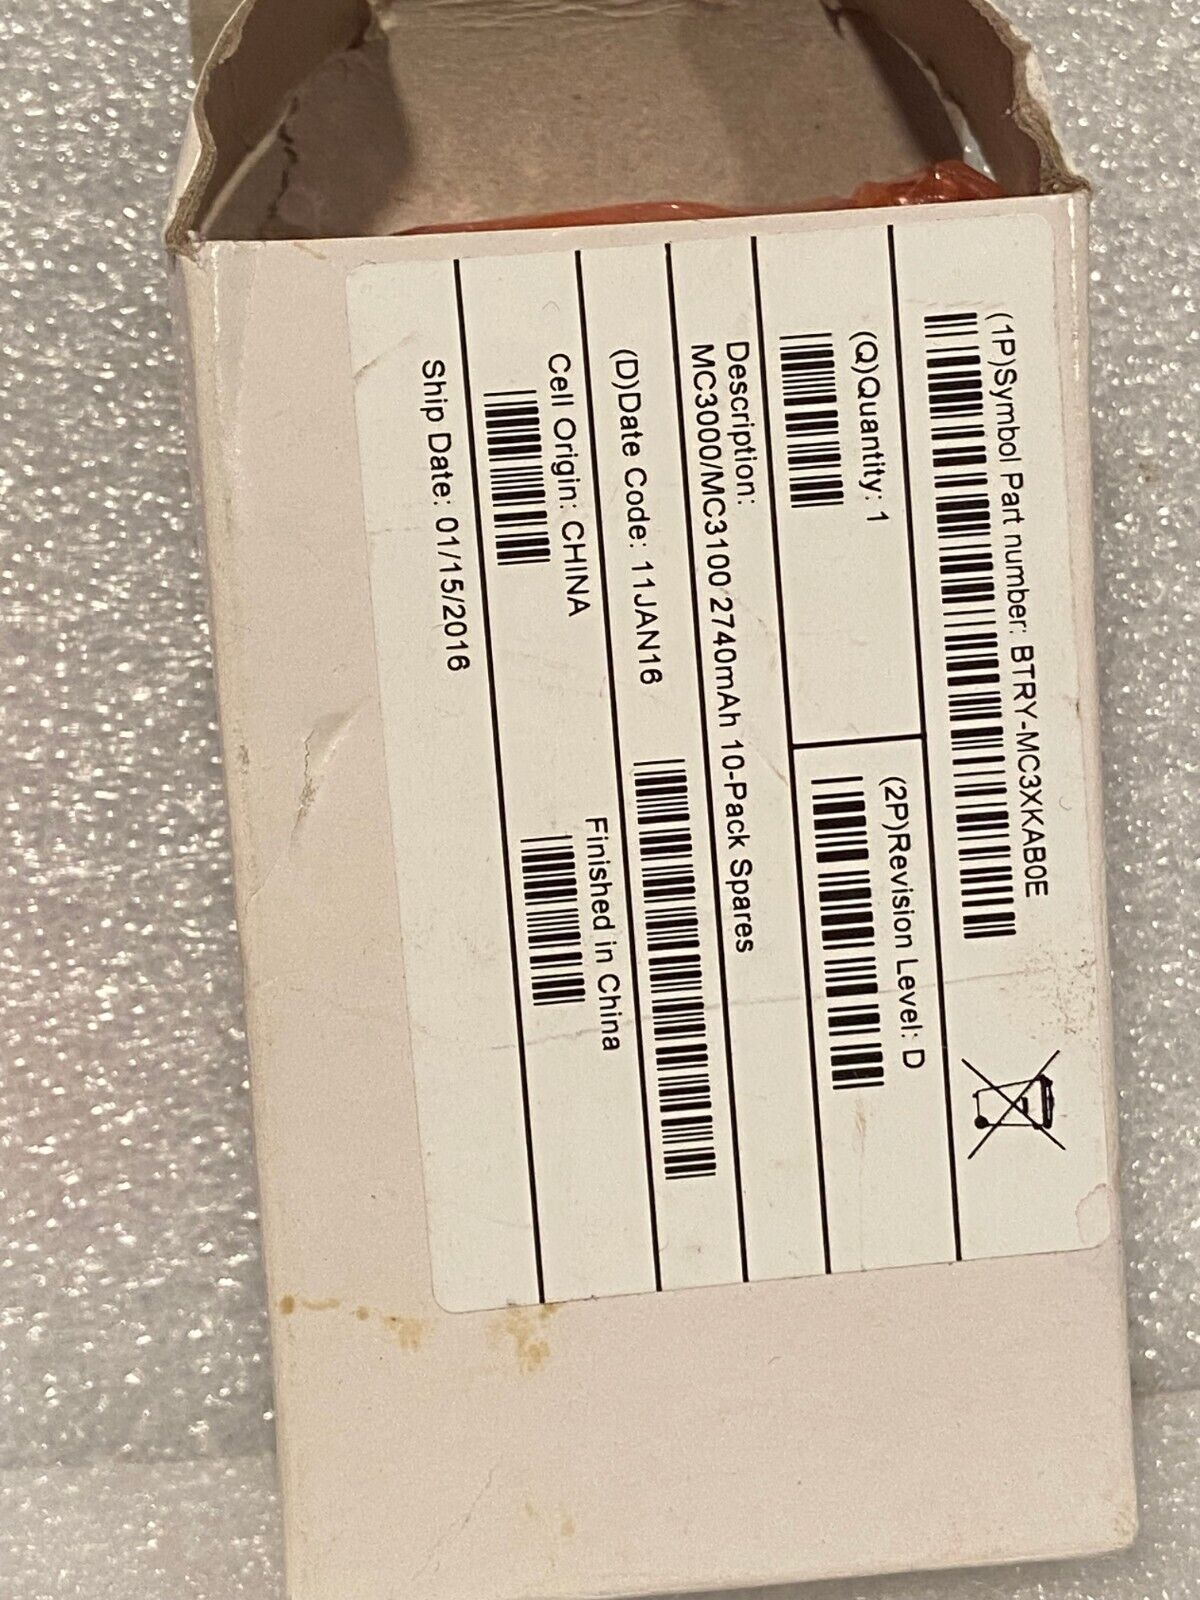 (1P)Symbol Part number: BTRY-MC3XKAB0E
(Q)Quantity: 1
(2P)Revision Level: D
Description:
MC3000/MC3100 2740mAh 10-Pack Spares
(D)Date Code: 11JAN16
Cell Origin: CHINA
Finished in China
Ship Date: 01/15/2016